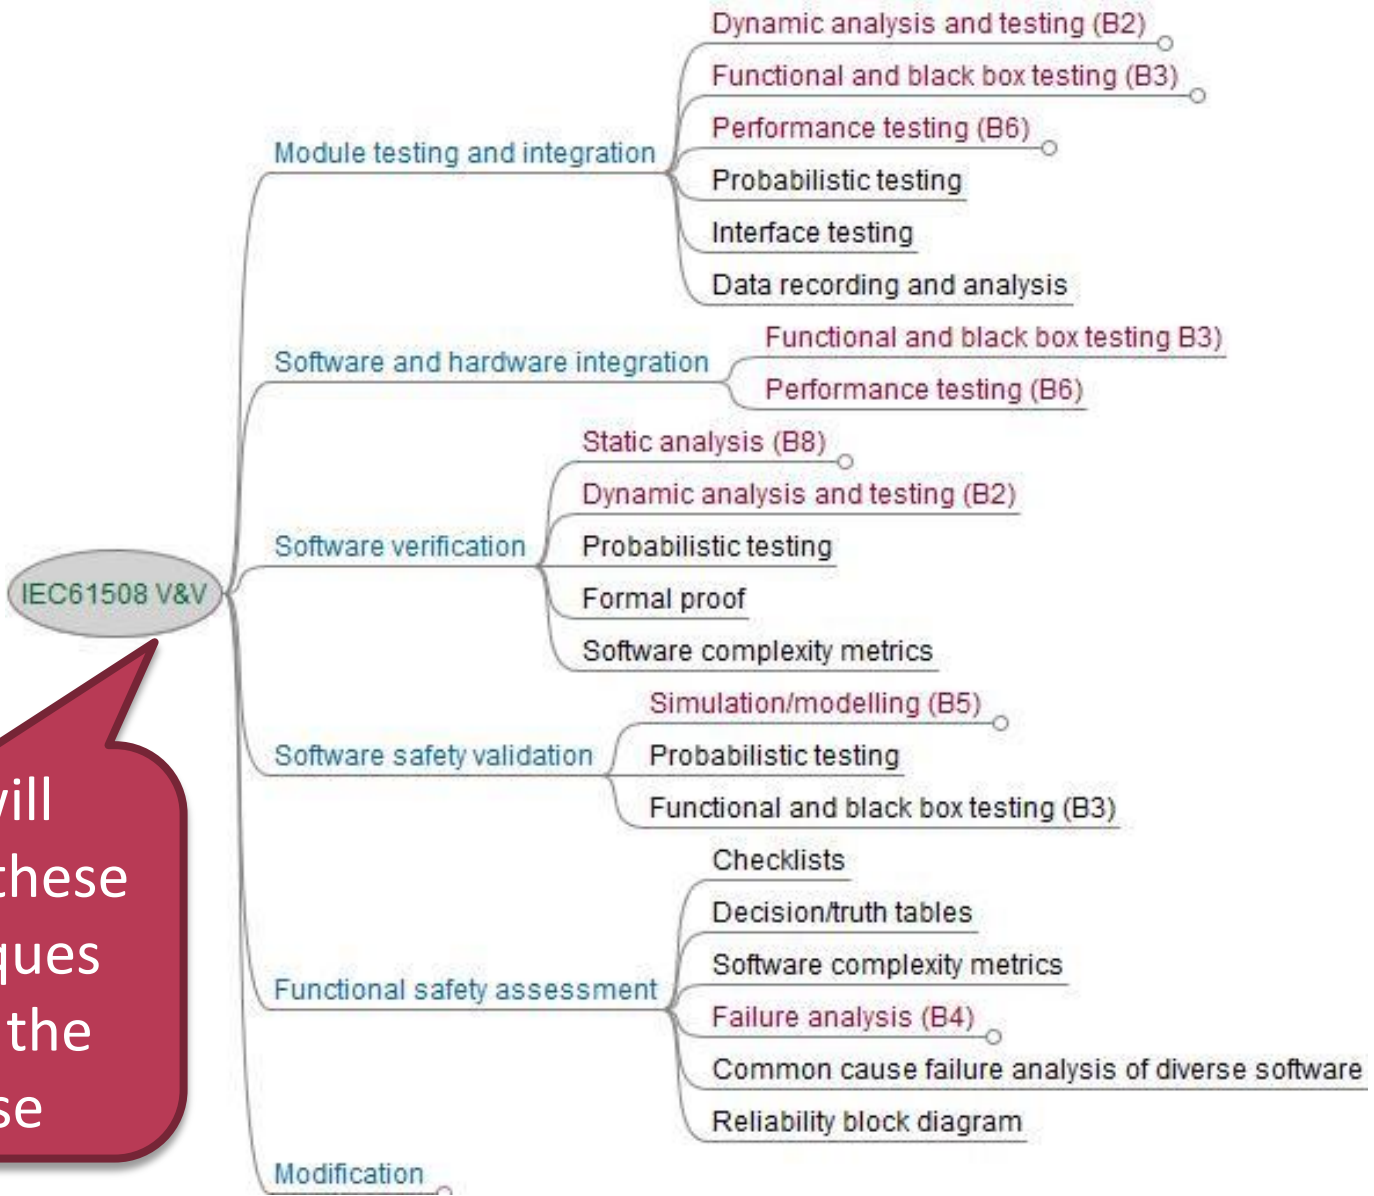 IEC61508 V&V
Module testing and integration
Dynamic analysis and testing (B2)
Functional and black box testing (B3)
Performance testing (B6)
Probabilistic testing
Interface testing
Data recording and analysis
Software and hardware integration
Functional and black box testing B3)
Performance testing (B6)
Software verification
Static analysis (B8)
Dynamic analysis and testing (B2)
Probabilistic testing
Formal proof
Software complexity metrics
Software safety validation
Simulation/modelling (B5)
Probabilistic testing
Functional and black box testing (B3)
Functional safety assessment
Checklists
Decision/truth tables
Software complexity metrics
Failure analysis (B4)
Common cause failure analysis of diverse software
Reliability block diagram
Modification
these
the